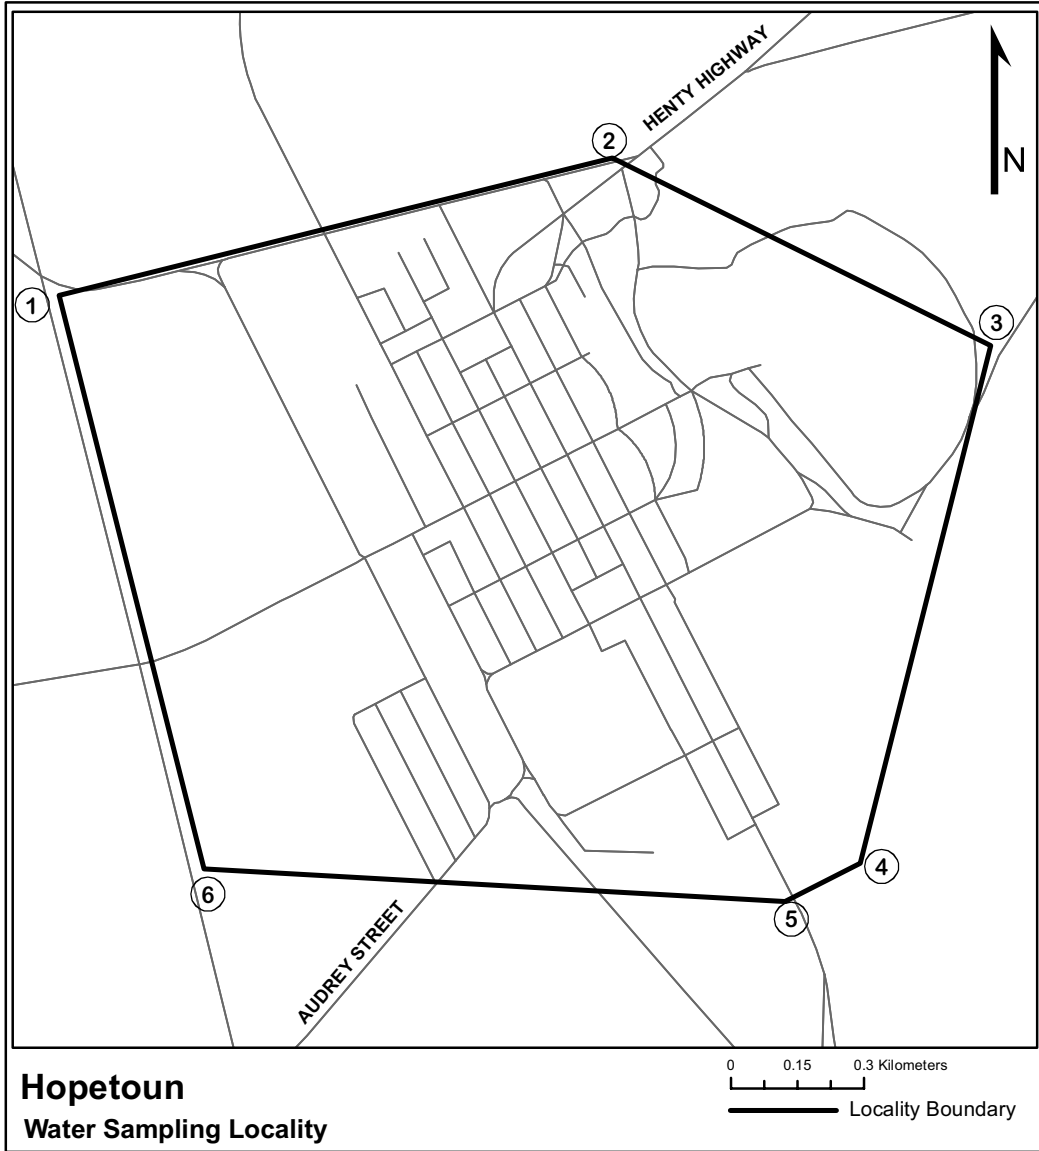 HENTY HIGHWAY
2
N
1
3
4
6
5
AUDREY STREET
0 0.15 0.3 Kilometers
Hopetoun
Locality Boundary
Water Sampling Locality